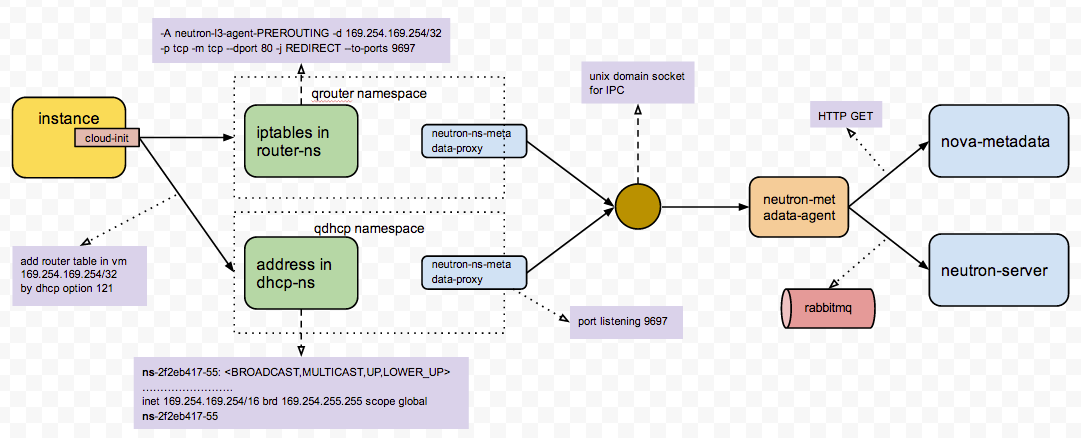 -A neutron-l3-agent-PREROUTING -d 169.254.169.254/32
-p tcp -m tcp --dport 80 -j REDIRECT --to-ports 9697
instance
cloud-init
qrouter namespace
iptables in
router-ns
neutron-ns-meta
data-proxy
unix domain socket
for IPC
HTTP GET
nova-metadata
neutron-met
adata-agent
add router table in vm
169.254.169.254/32
by dhcp option 121
qdhcp namespace
address in
dhcp-ns
neutron-ns-meta
data-proxy
port listening 9697
neutron-server
rabbitmq
ns-2f2eb417-55: <BROADCAST,MULTICAST,UP,LOWER_UP>
.........................
inet 169.254.169.254/16 brd 169.254.255.255 scope global
ns-2f2eb417-55